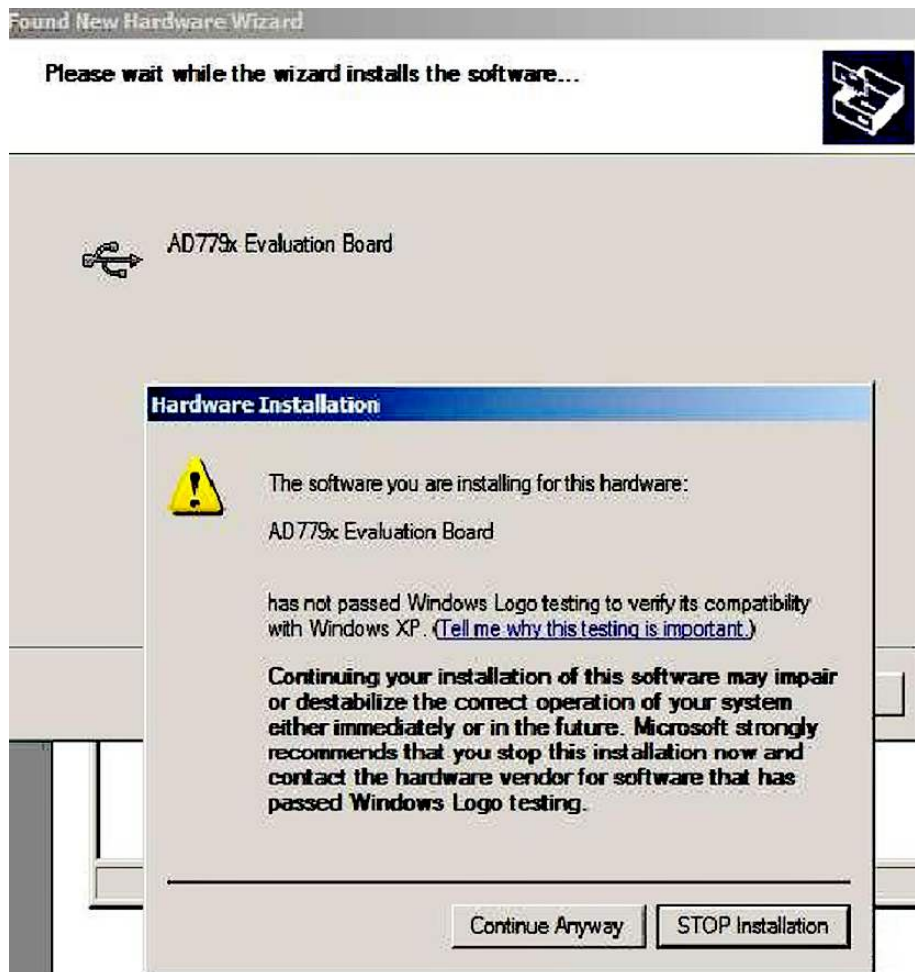 Found New Hardware Wizard
Please wait while the wizard installs the software...
AD779x Evaluation Board
Hardware Installation
The software you are installing for this hardware:
AD779x Evaluation Board
has not passed Windows Logo testing to verify its compatibility
with Windows XP. (Tell me why this testing is important.)
Continuing your installation of this software may impair
or destabilize the correct operation of your system
either immediately or in the future. Microsoft strongly
recommends that you stop this installation now and
contact the hardware vendor for software that has
passed Windows Logo testing.
Continue Anyway
STOP Installation